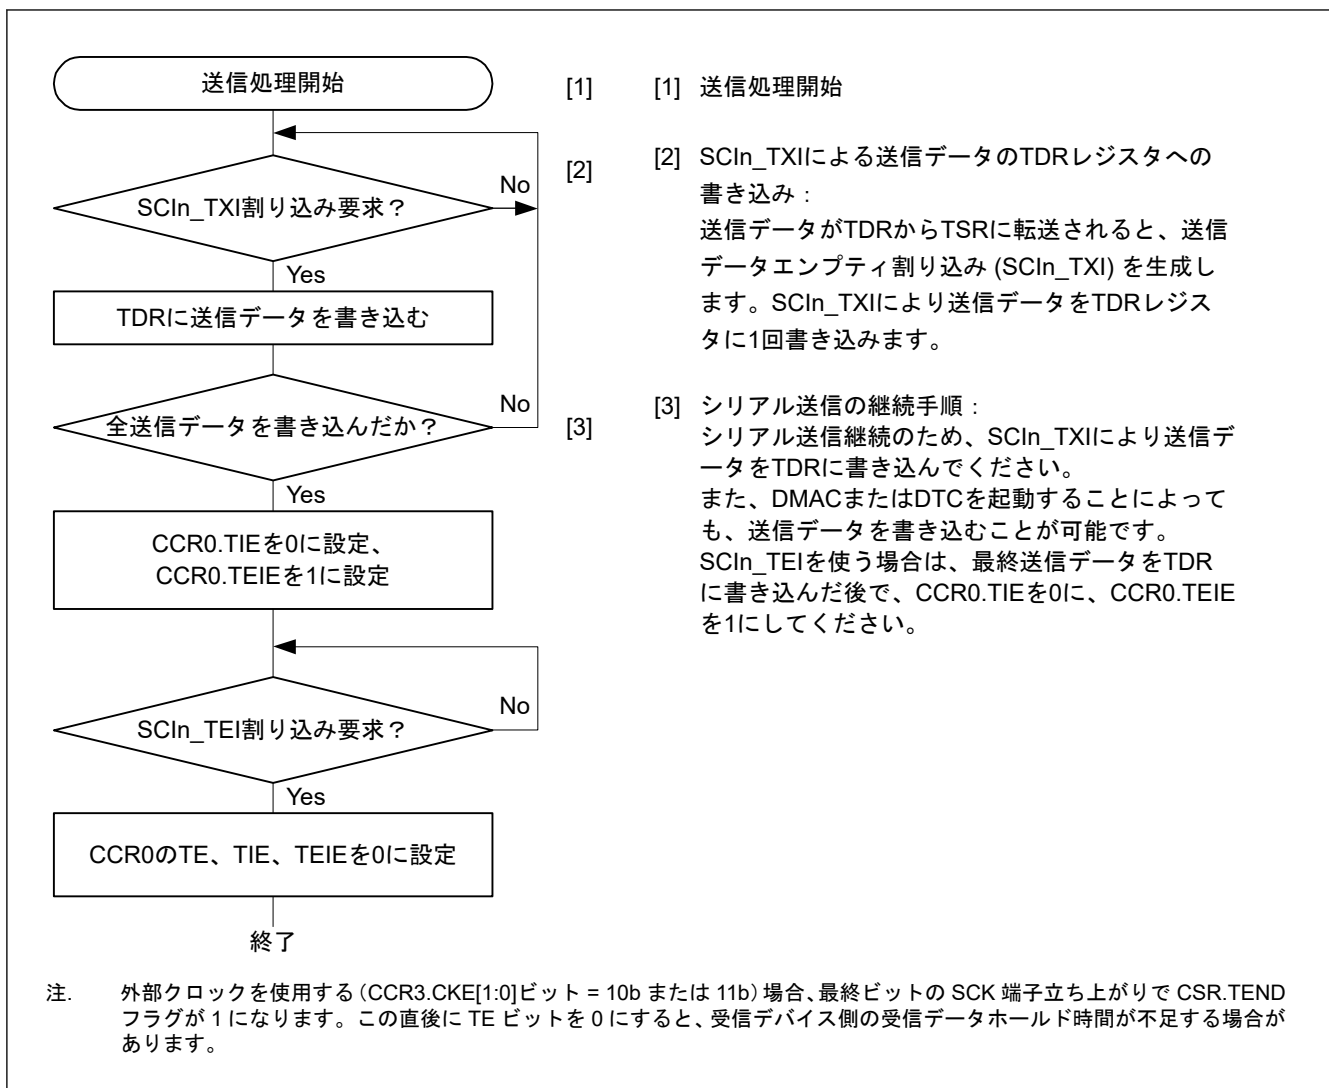 送信処理開始
[1]
[1] 送信処理開始
SCIn_TXI割り込み要求？
No
Yes
[2]
[2] SCIn_TXIによる送信データのTDRレジスタへの
書き込み：
送信データがTDRからTSRに転送されると、送信
データエンプティ割り込み (SCIn_TXI) を生成し
ます。SCIn_TXIにより送信データをTDRレジス
タに1回書き込みます。
TDRに送信データを書き込む
全送信データを書き込んだか？
No
Yes
[3]
[3] シリアル送信の継続手順：
シリアル送信継続のため、SCIn_TXIにより送信デ
ータをTDRに書き込んでください。
また、DMACまたはDTCを起動することによって
も、送信データを書き込むことが可能です。
SCIn_TEIを使う場合は、最終送信データをTDR
に書き込んだ後で、CCR0.TIEを0に、CCR0.TEIE
を1にしてください。
CCR0.TIEを0に設定、
CCR0.TEIEを1に設定
SCIn_TEI割り込み要求？
No
Yes
CCR0のTE、TIE、TEIEを0に設定
終了
注. 外部クロックを使用する（CCR3.CKE[1:0]ビット = 10b または 11b）場合、最終ビットの SCK 端子立ち上がりで CSR.TEND
フラグが 1 になります。この直後に TE ビットを 0 にすると、受信デバイス側の受信データホールド時間が不足する場合が
あります。